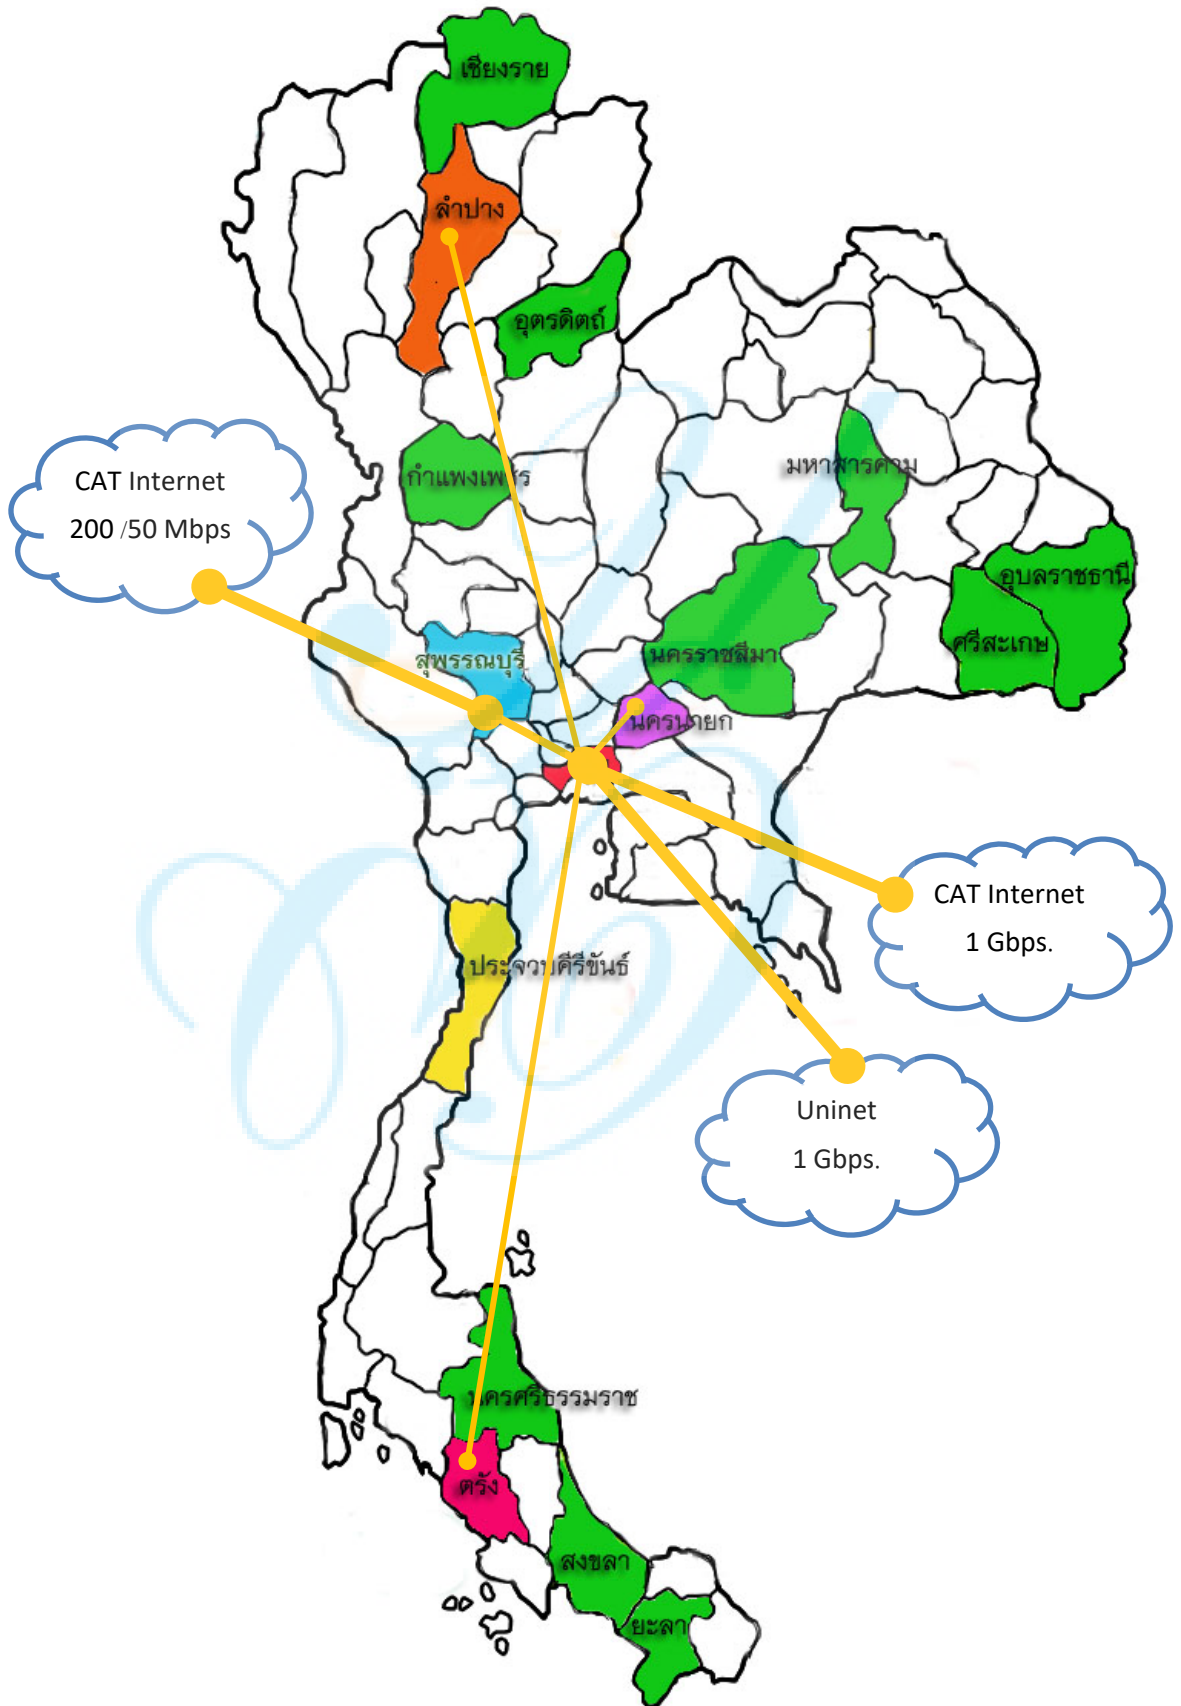 เชียงราย
ลำปาง
อุตรดิตถ์
กำแพงเพชร
มหาสารคาม
CAT Internet
200 /50 Mbps
อุบลราชธานี
ศรีสะเกษ
นครราชสีมา
สุพรรณบุรี
นครนายก
CAT Internet
1 Gbps.
ประจวบคีรีขันธ์
Uninet
1 Gbps.
นครศรีธรรมราช
ตรัง
สงขลา
ยะลา